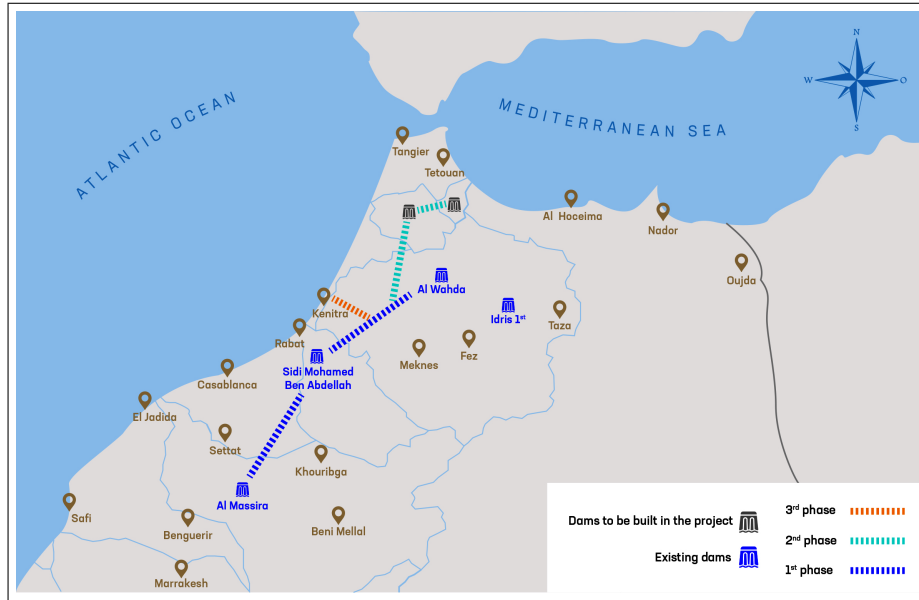 N
W
O
S
ATLANTIC OCEAN
MEDITERRANEAN SEA
Tangier
Tetouan
Al Hoceima
Nador
Oujda
Al Wahda
Kenitra
Idris 1st
Taza
Rabat
Fez
Meknes
Sidi Mohamed
Ben Abdellah
Casablanca
El Jadida
Settat
Khouribga
Al Massira
Safi
Benguerir
Beni Mellal
Marrakesh
Dams to be built in the project
Existing dams
3rd phase
2nd phase
1st phase